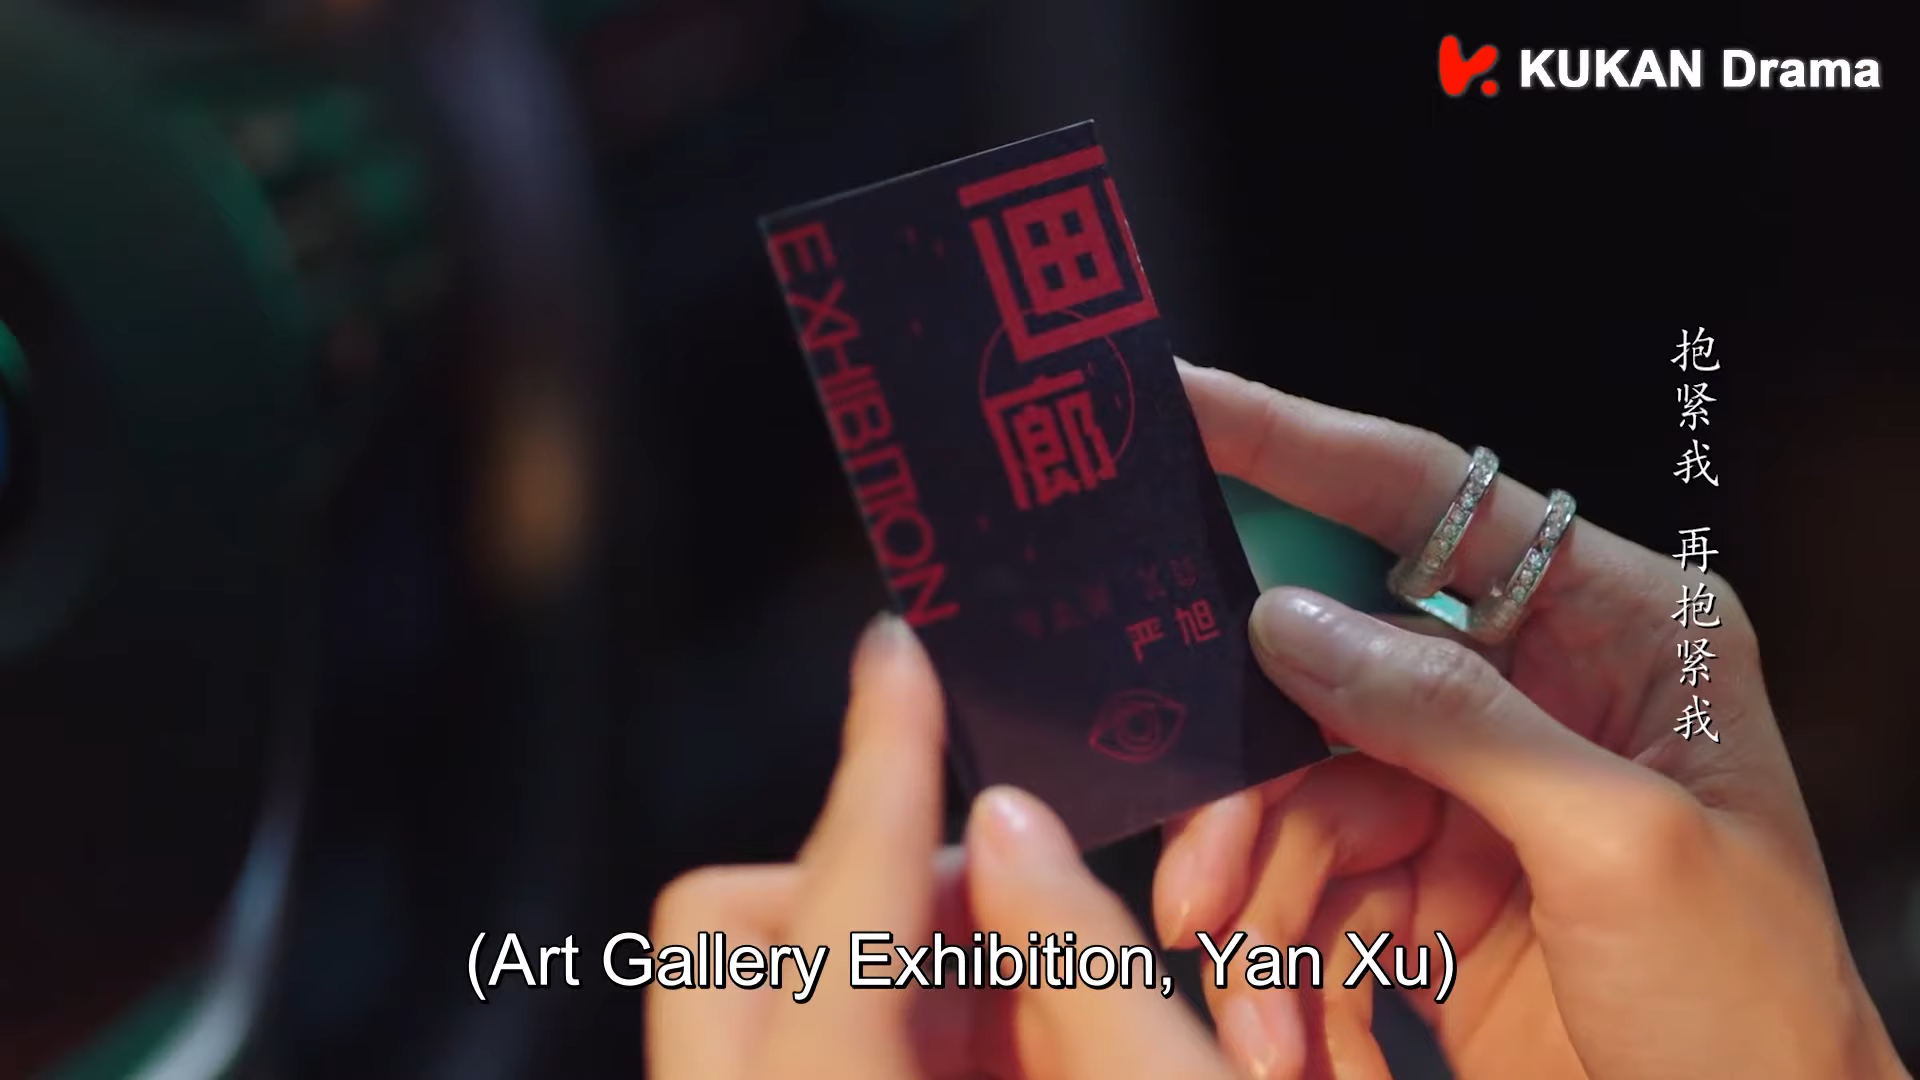 KUKAN Drama
画廊
EXHIBITION
严旭
抱紧我 再抱紧我
(Art Gallery Exhibition, Yan Xu)